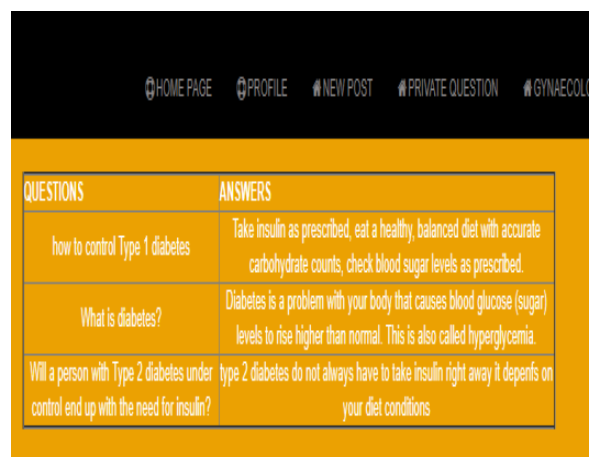 HOME PAGE PROFILE NEW POST PRIVATE QUESTION GYNAECOLO
QUESTIONS ANSWERS
how to control Type 1 diabetes
Take insulin as prescribed, eat a healthy, balanced diet with accurate
carbohydrate counts, check blood sugar levels as prescribed.
What is diabetes?
Diabetes is a problem with your body that causes blood glucose (sugar)
levels to rise higher than normal. This is also called hyperglycemia.
Will a person with Type 2 diabetes under
control end up with the need for insulin?
type 2 diabetes do not always have to take insulin right away it depenfs on
your diet conditions